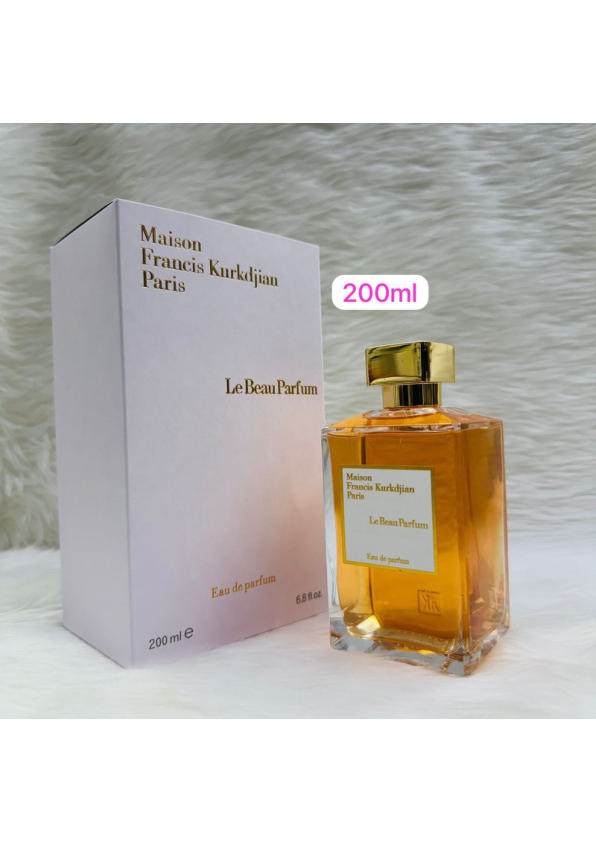 Maison
Francis Kurkdjian
Paris
Le Beau Parfum
Eau de parfum
200 ml e
6.8 fl.oz.
200ml
Maison
Francis Kurkdjian
Paris
Le Beau Parfum
Eau de parfum